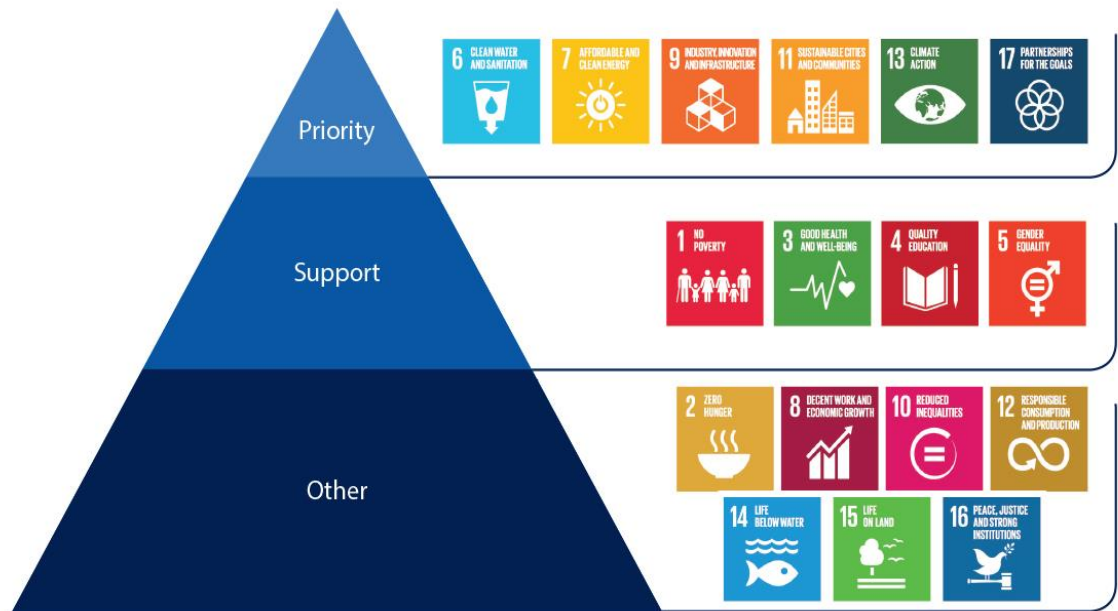 Priority
6 CLEAN WATER
AND SANITATION
7 AFFORDABLE AND
CLEAN ENERGY
9 INDUSTRY, INNOVATION
AND INFRASTRUCTURE
11 SUSTAINABLE CITIES
AND COMMUNITIES
13 CLIMATE
ACTION
17 PARTNERSHIPS
FOR THE GOALS
Support
1 NO
POVERTY
3 GOOD HEALTH
AND WELL-BEING
4 QUALITY
EDUCATION
5 GENDER
EQUALITY
Other
2 ZERO
HUNGER
8 DECENT WORK AND
ECONOMIC GROWTH
10 REDUCED
INEQUALITIES
12 RESPONSIBLE
CONSUMPTION
AND PRODUCTION
14 LIFE
BELOW WATER
15 LIFE
ON LAND
16 PEACE, JUSTICE
AND STRONG
INSTITUTIONS